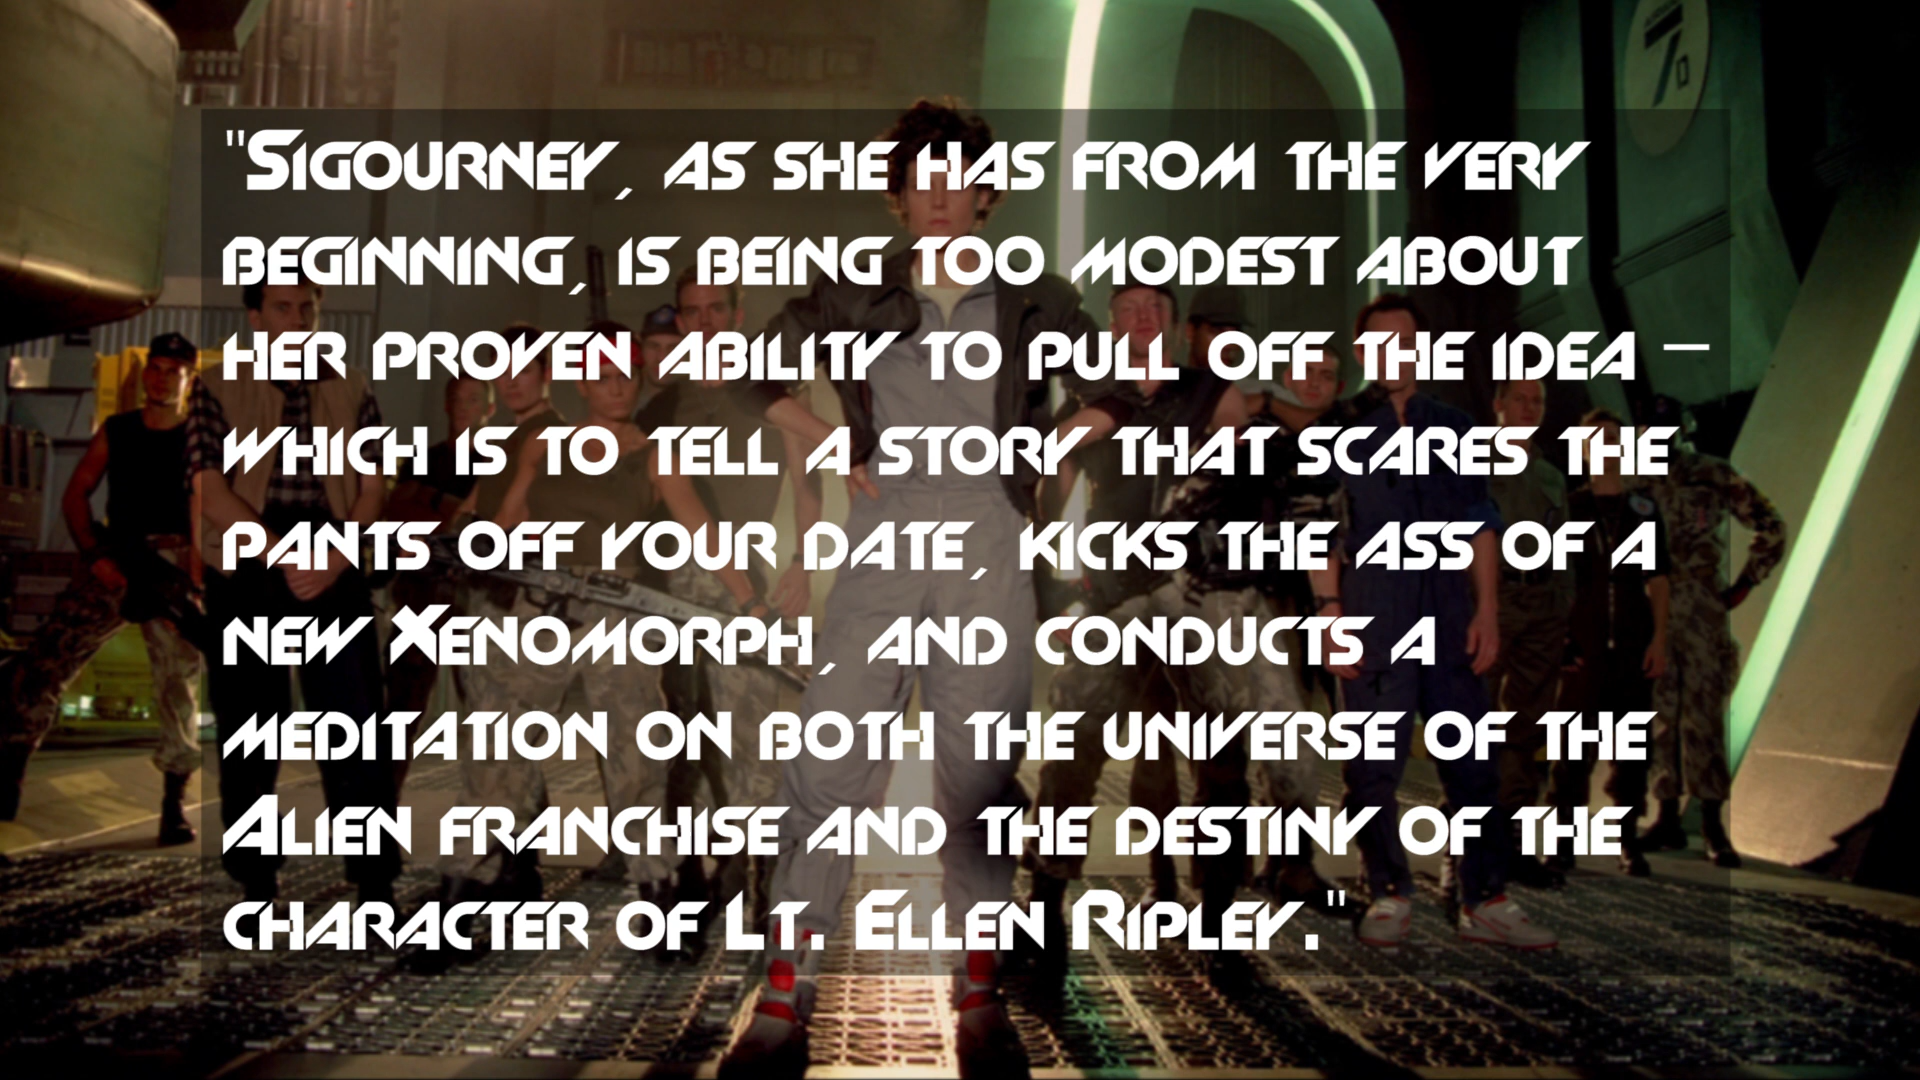 "Sigourney, as she has from the very
beginning, is being too modest about
her proven ability to pull off the idea —
which is to tell a story that scares the
pants off your date, kicks the ass of a
new Xenomorph, and conducts a
meditation on both the universe of the
Alien franchise and the destiny of the
character of Lt. Ellen Ripley."
7